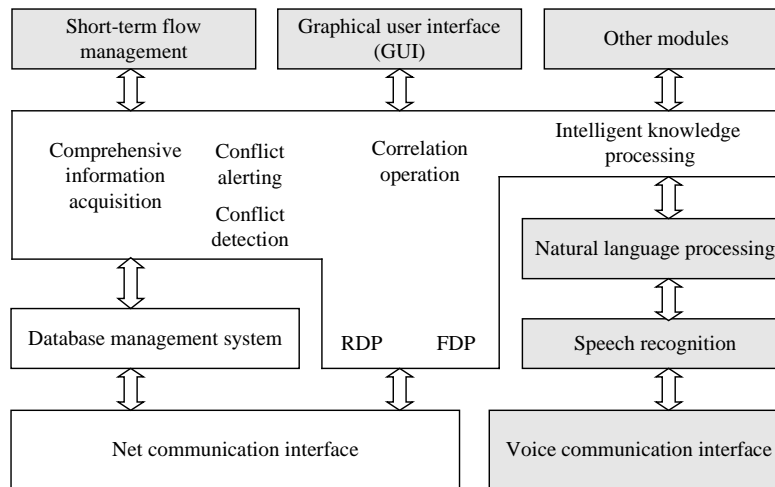 Short-term flow
management
Graphical user interface
(GUI)
Other modules
Comprehensive
information
acquisition
Conflict
alerting
Conflict
detection
Correlation
operation
Intelligent knowledge
processing
Natural language processing
Database management system
RDP
FDP
Speech recognition
Net communication interface
Voice communication interface